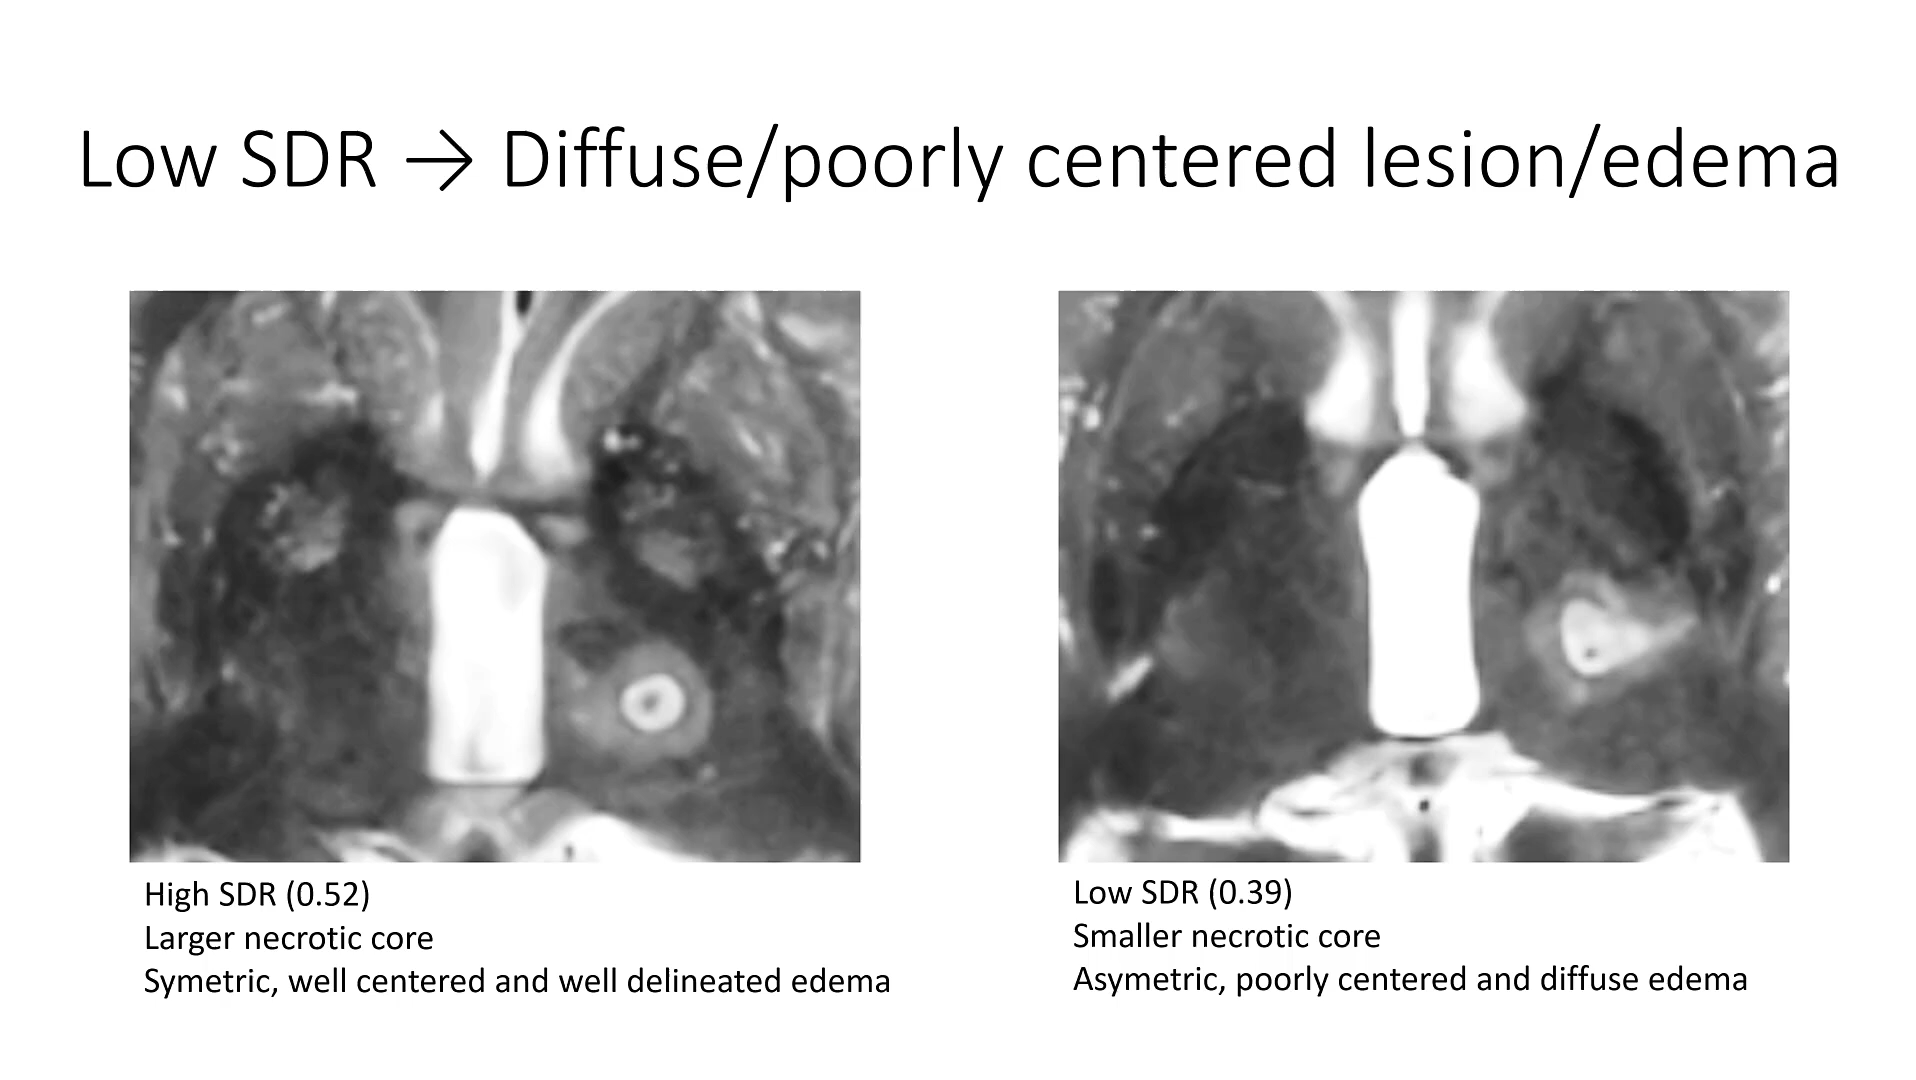 Low SDR → Diffuse/poorly centered lesion/edema
High SDR (0.52)
Larger necrotic core
Symetric, well centered and well delineated edema
Low SDR (0.39)
Smaller necrotic core
Asymetric, poorly centered and diffuse edema